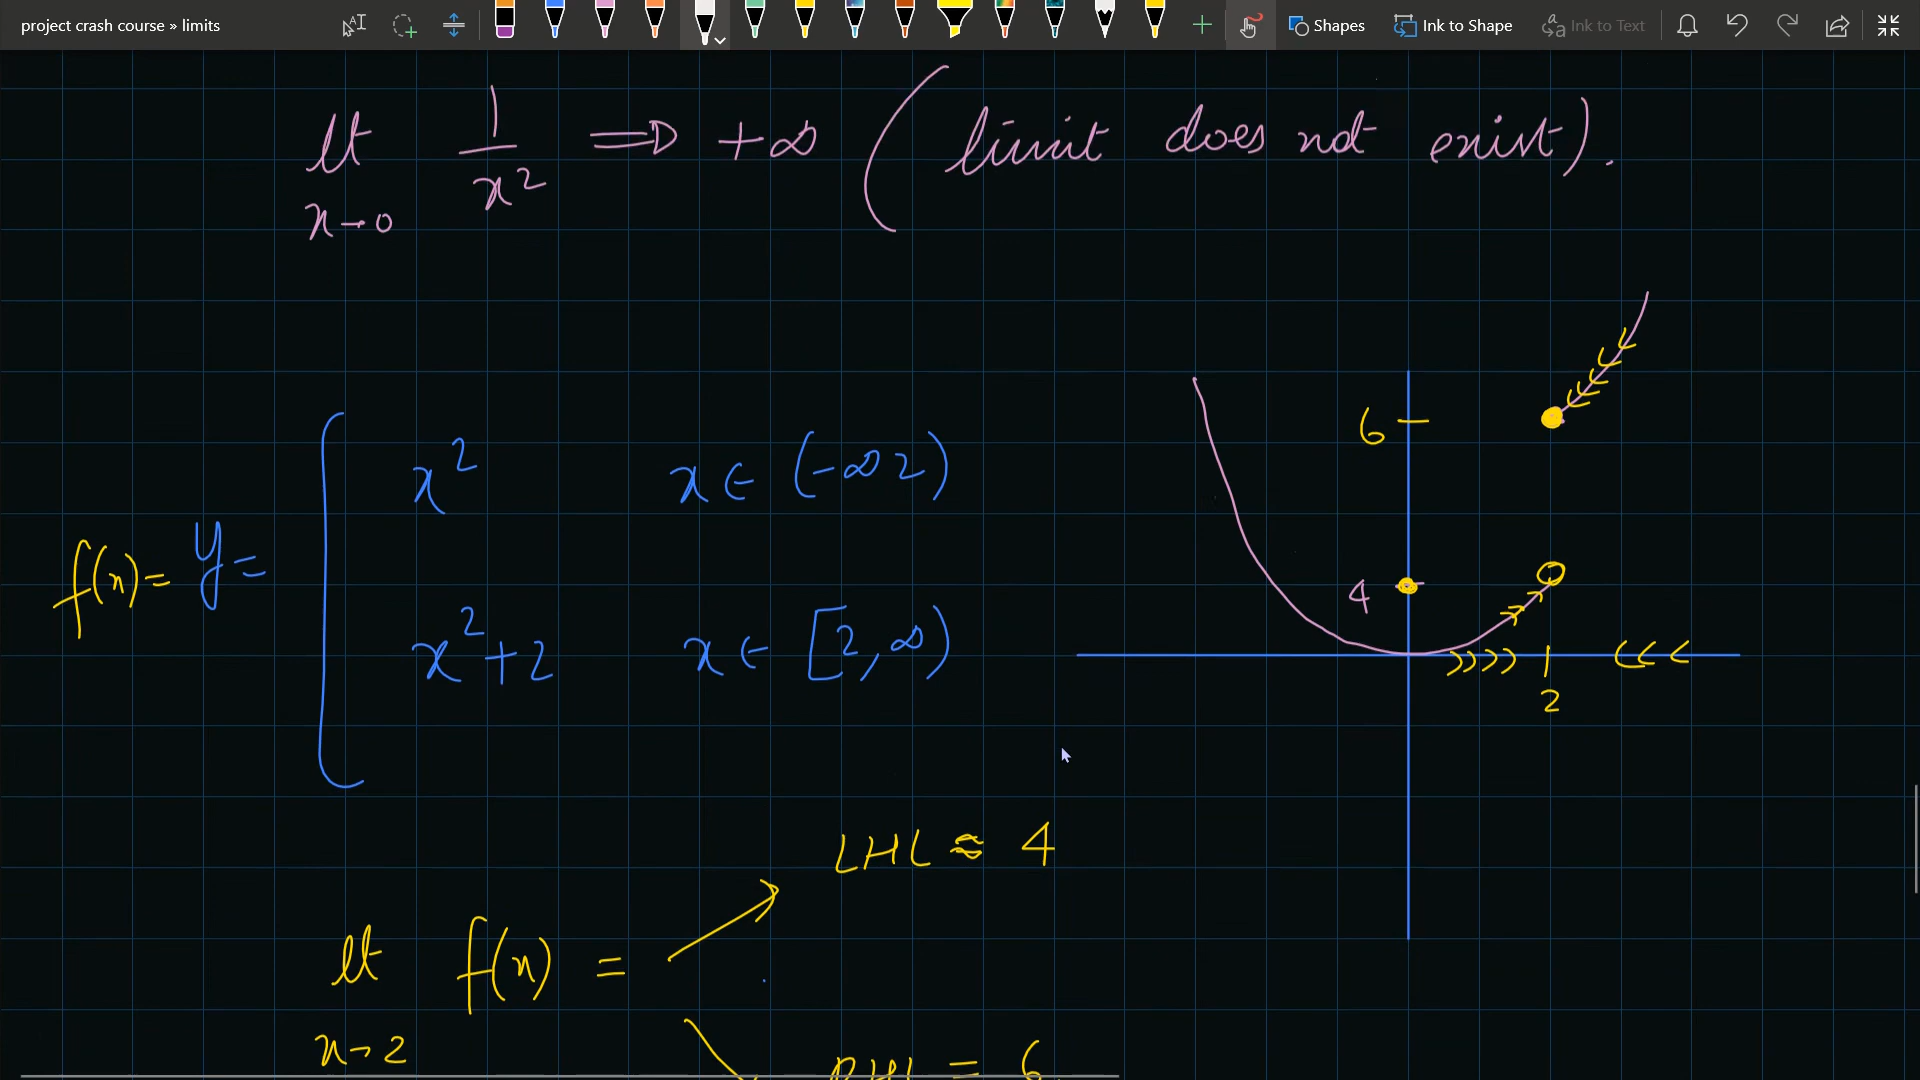 project crash course » limits
Shapes
Ink to Shape
Ink to Text
lt 1/x² ⇒ +∞ (limit does not exist).
x→0
x² x ∈ (-∞ 2)
f(x) = y =
x²+2 x ∈ [2, ∞)
6
4
2
LHL ≈ 4
lt f(x) =
x→2
RHL = 6